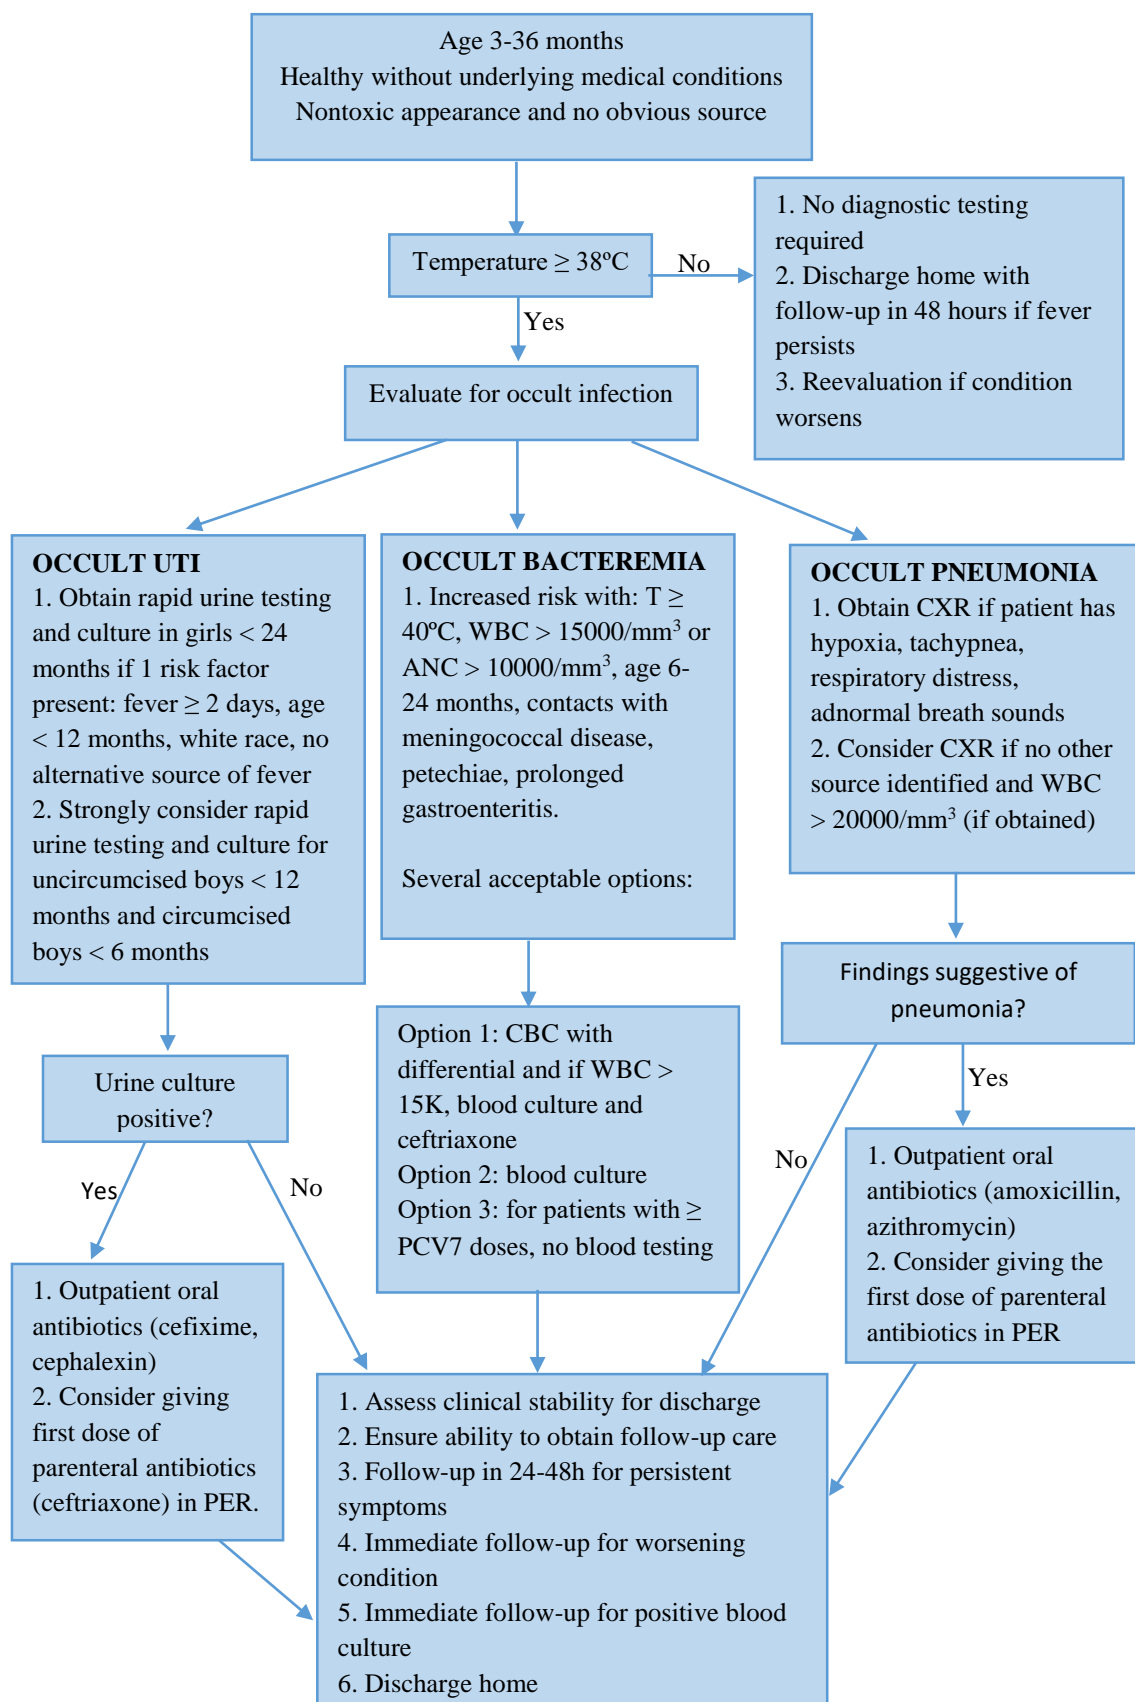 Age 3-36 months
Healthy without underlying medical conditions
Nontoxic appearance and no obvious source
Temperature ≥ 38ºC
No
1. No diagnostic testing
required
2. Discharge home with
follow-up in 48 hours if fever
persists
3. Reevaluation if condition
worsens
Yes
Evaluate for occult infection
OCCULT UTI
1. Obtain rapid urine testing
and culture in girls < 24
months if 1 risk factor
present: fever ≥ 2 days, age
< 12 months, white race, no
alternative source of fever
2. Strongly consider rapid
urine testing and culture for
uncircumcised boys < 12
months and circumcised
boys < 6 months
OCCULT BACTEREMIA
1. Increased risk with: T ≥
40ºC, WBC > 15000/mm³ or
ANC > 10000/mm³, age 6-
24 months, contacts with
meningococcal disease,
petechiae, prolonged
gastroenteritis.
Several acceptable options:
OCCULT PNEUMONIA
1. Obtain CXR if patient has
hypoxia, tachypnea,
respiratory distress,
adnormal breath sounds
2. Consider CXR if no other
source identified and WBC
> 20000/mm³ (if obtained)
Urine culture
positive?
Option 1: CBC with
differential and if WBC >
15K, blood culture and
ceftriaxone
Option 2: blood culture
Option 3: for patients with ≥
PCV7 doses, no blood testing
Findings suggestive of
pneumonia?
Yes
No
No
Yes
1. Outpatient oral
antibiotics (cefixime,
cephalexin)
2. Consider giving
first dose of
parenteral antibiotics
(ceftriaxone) in PER.
1. Outpatient oral
antibiotics (amoxicillin,
azithromycin)
2. Consider giving the
first dose of parenteral
antibiotics in PER
1. Assess clinical stability for discharge
2. Ensure ability to obtain follow-up care
3. Follow-up in 24-48h for persistent
symptoms
4. Immediate follow-up for worsening
condition
5. Immediate follow-up for positive blood
culture
6. Discharge home